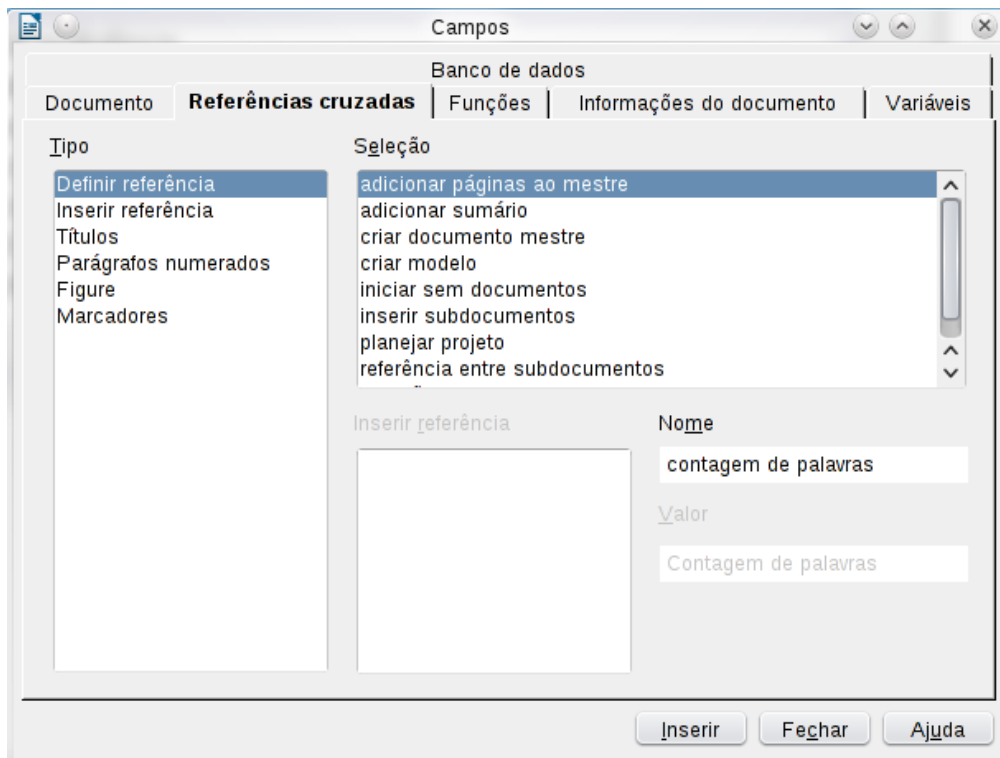 Campos
Banco de dados
Documento
Referências cruzadas
Funções
Informações do documento
Variáveis
Tipo
Definir referência
Inserir referência
Títulos
Parágrafos numerados
Figure
Marcadores
Seleção
adicionar páginas ao mestre
adicionar sumário
criar documento mestre
criar modelo
iniciar sem documentos
inserir subdocumentos
planejar projeto
referência entre subdocumentos
Inserir referência
Nome
contagem de palavras
Valor
Contagem de palavras
Inserir
Fechar
Ajuda